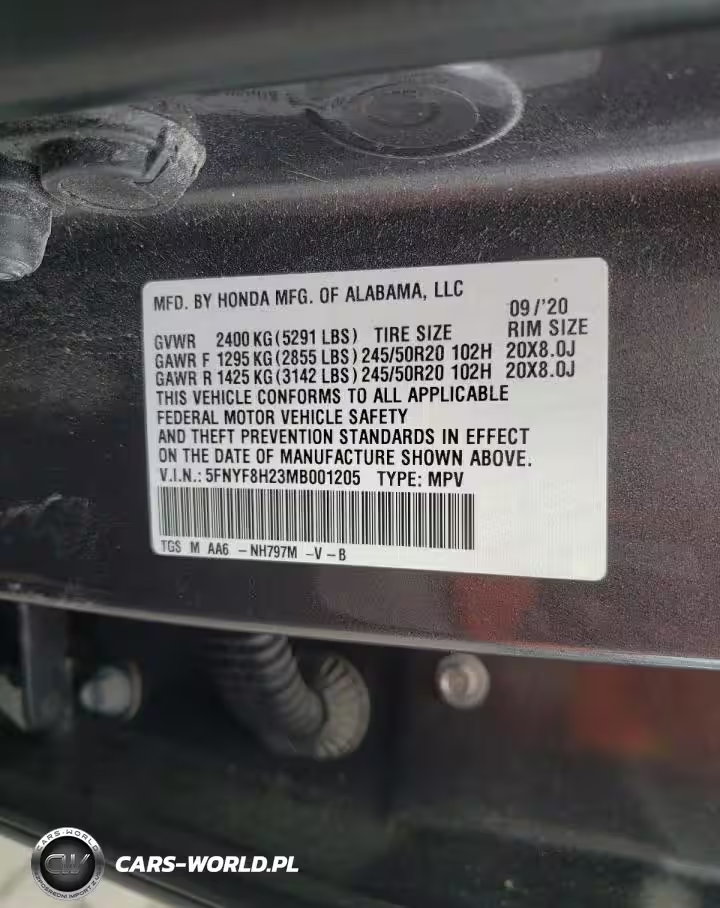 MFD. BY HONDA MFG. OF ALABAMA, LLC 09/'20
GVWR 2400 KG (5291 LBS) TIRE SIZE RIM SIZE
GAWR F 1295 KG (2855 LBS) 245/50R20 102H 20X8.0J
GAWR R 1425 KG (3142 LBS) 245/50R20 102H 20X8.0J
THIS VEHICLE CONFORMS TO ALL APPLICABLE
FEDERAL MOTOR VEHICLE SAFETY
AND THEFT PREVENTION STANDARDS IN EFFECT
ON THE DATE OF MANUFACTURE SHOWN ABOVE.
V.I.N.: 5FNYF8H23MB001205 TYPE: MPV
TGS M AA6 - NH797M - V - B
CARS-WORLD
CW
CARS-WORLD.PL